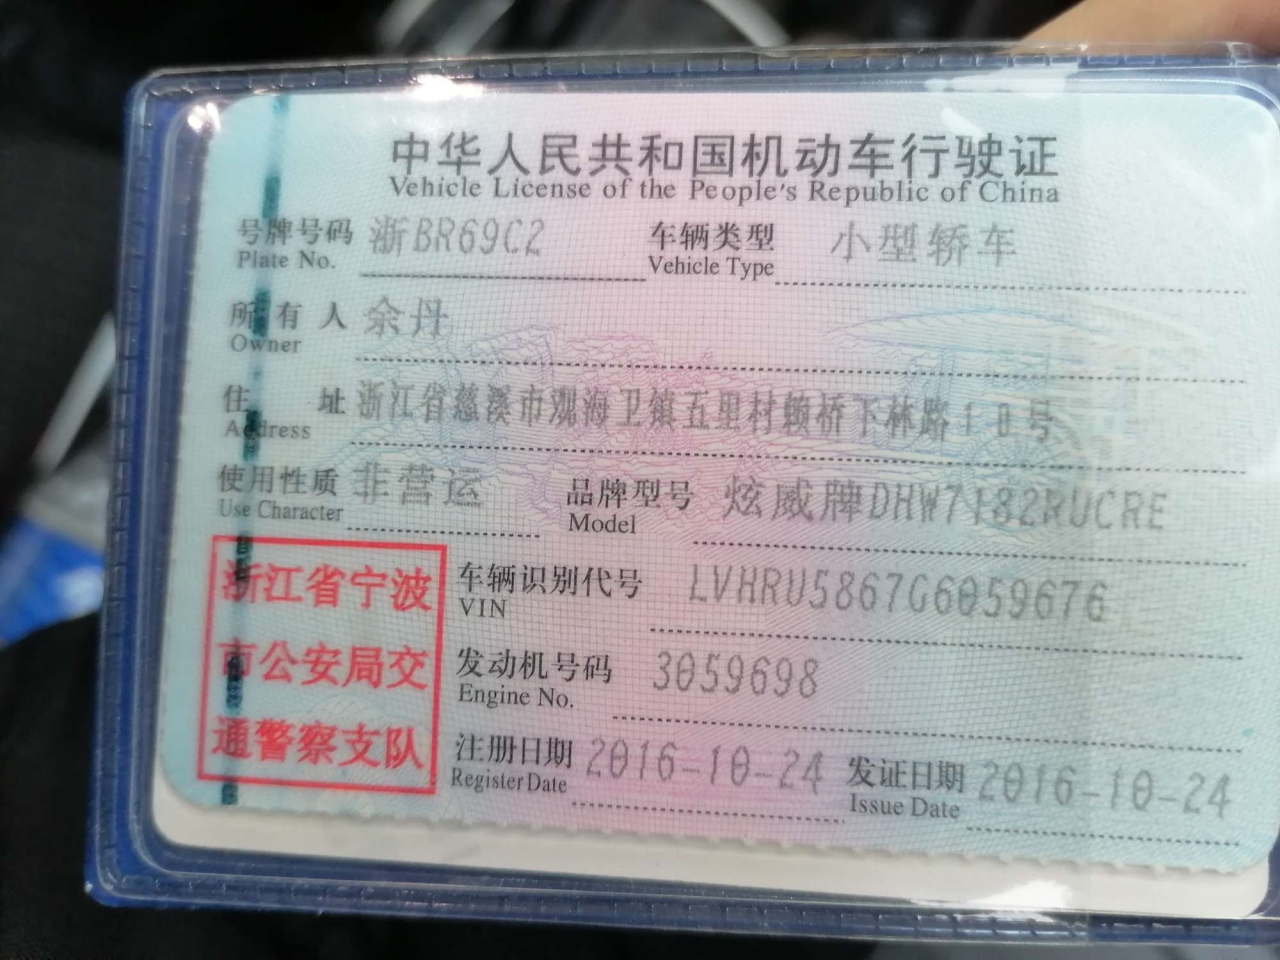 中华人民共和国机动车行驶证
Vehicle License of the People's Republic of China
号牌号码 浙BR69C2 车辆类型 小型轿车
Plate No. Vehicle Type
所有人 余丹
Owner
住址 浙江省慈溪市观海卫镇五里村赖桥下林路10号
Address
使用性质 非营运 品牌型号 炫威牌DHW7182RUCRE
Use Character Model
浙江省宁波
市公安局交
通警察支队
车辆识别代号 LVHRU5867G6059676
VIN
发动机号码 3059698
Engine No.
注册日期 2016-10-24 发证日期 2016-10-24
Register Date Issue Date